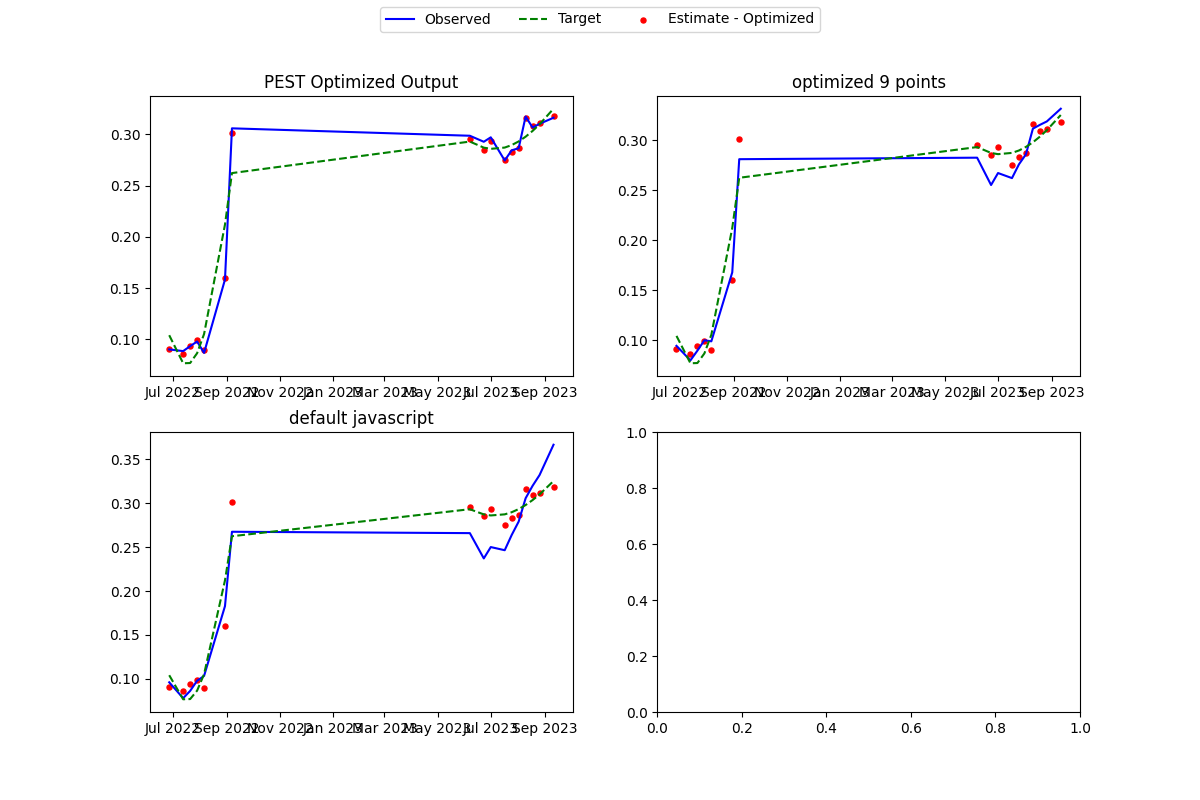 Observed Target Estimate - Optimized
PEST Optimized Output
0.30
0.25
0.20
0.15
0.10
Jul 2022 Sep 2022 Nov 2022 Jan 2023 Mar 2023 May 2023 Jul 2023 Sep 2023
optimized 9 points
0.30
0.25
0.20
0.15
0.10
Jul 2022 Sep 2022 Nov 2022 Jan 2023 Mar 2023 May 2023 Jul 2023 Sep 2023
default javascript
0.35
0.30
0.25
0.20
0.15
0.10
Jul 2022 Sep 2022 Nov 2022 Jan 2023 Mar 2023 May 2023 Jul 2023 Sep 2023
1.0
0.8
0.6
0.4
0.2
0.0
0.0 0.2 0.4 0.6 0.8 1.0